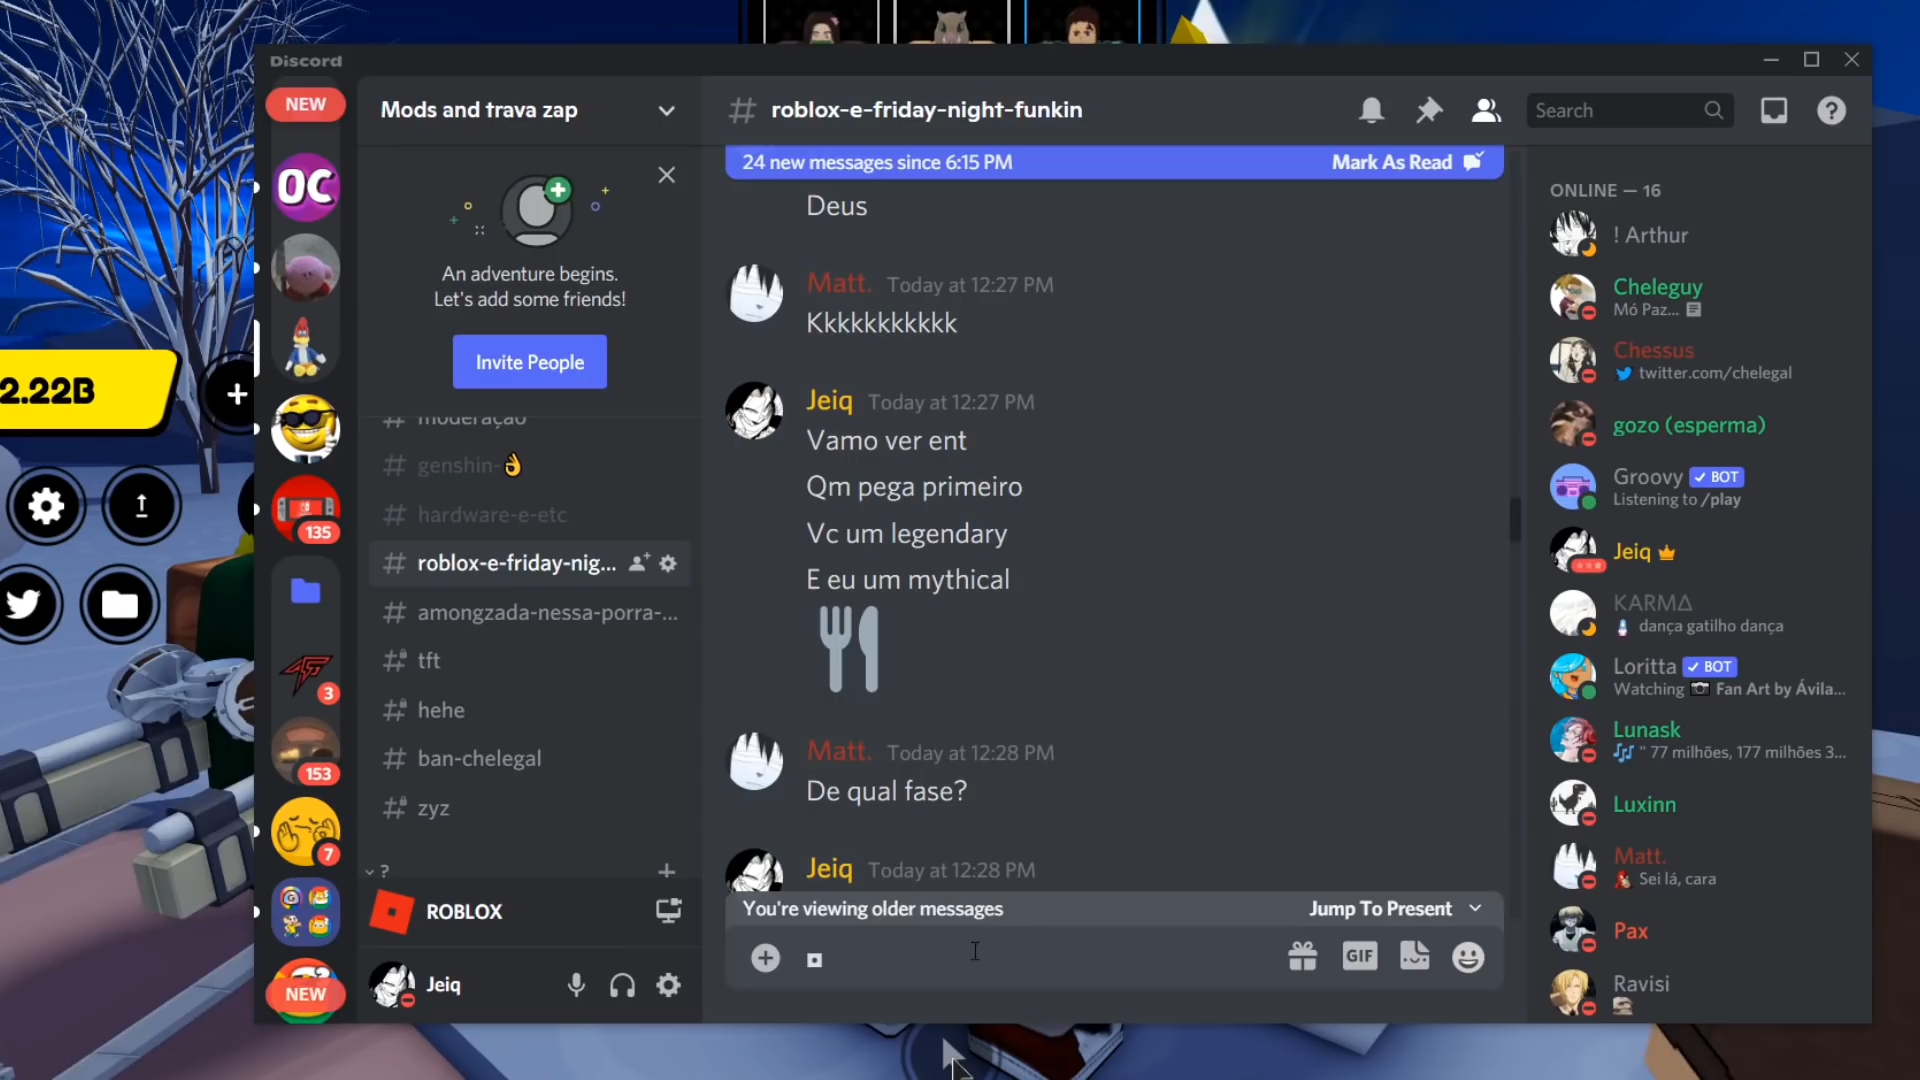 Discord
NEW
Mods and trava zap
roblox-e-friday-night-funkin
Search
24 new messages since 6:15 PM
Mark As Read
An adventure begins.
Let's add some friends!
Invite People
2.22B
OC
135
3
153
7
NEW
moderação
genshin-👌
hardware-e-etc
roblox-e-friday-nig...
amongzada-nessa-porra-...
tft
hehe
ban-chelegal
zyz
?
ROBLOX
Jeiq
Deus
Matt. Today at 12:27 PM
Kkkkkkkkkkk
Jeiq Today at 12:27 PM
Vamo ver ent
Qm pega primeiro
Vc um legendary
E eu um mythical
Matt. Today at 12:28 PM
De qual fase?
Jeiq Today at 12:28 PM
You're viewing older messages
Jump To Present
GIF
ONLINE — 16
! Arthur
Cheleguy
Mó Paz...
Chessus
twitter.com/chelegal
gozo (esperma)
Groovy ✓ BOT
Listening to /play
Jeiq
KARMΔ
dança gatilho dança
Loritta ✓ BOT
Watching 📷 Fan Art by Ávila...
Lunask
🎶 " 77 milhões, 177 milhões 3...
Luxinn
Matt.
Sei lá, cara
Pax
Ravisi